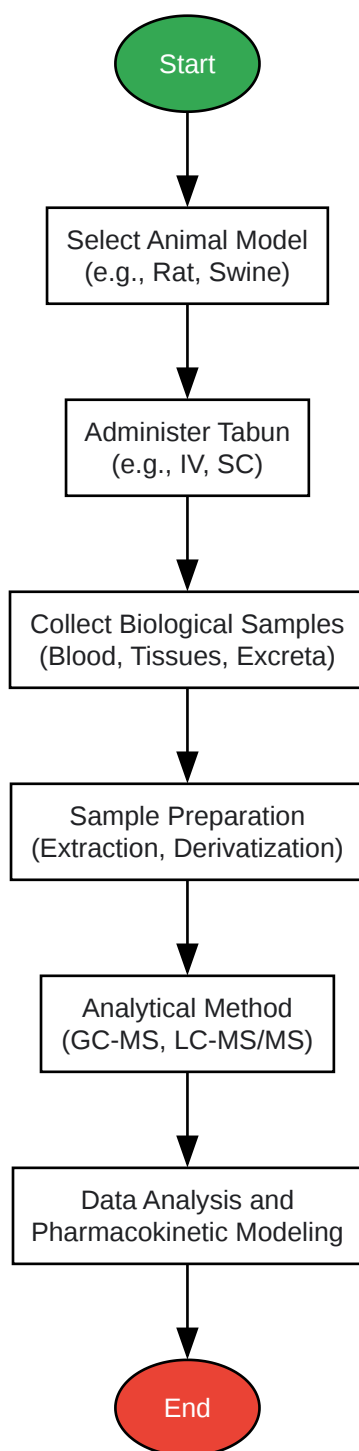 Start
Select Animal Model
(e.g., Rat, Swine)
Administer Tabun
(e.g., IV, SC)
Collect Biological Samples
(Blood, Tissues, Excreta)
Sample Preparation
(Extraction, Derivatization)
Analytical Method
(GC-MS, LC-MS/MS)
Data Analysis and
Pharmacokinetic Modeling
End